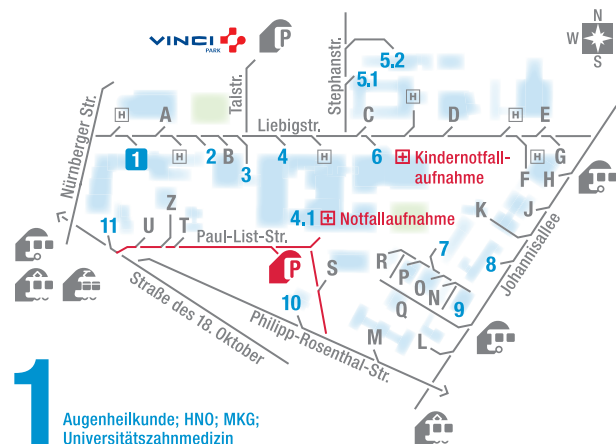 N
W
S
VINCI
PARK
P
5.2
5.1
Talstr.
Stephanstr.
Nürnberger Str.
H
A
C
H
D
H
E
Liebigstr.
1
H
2
B
3
4
H
6
Kindernotfall-
aufnahme
H
G
F
H
J
K
Johannisallee
Z
11
U
T
4.1
Notfallaufnahme
Paul-List-Str.
P
S
7
R
P
O
N
8
9
Q
10
M
L
Straße des 18. Oktober
Philipp-Rosenthal-Str.
1
Augenheilkunde; HNO; MKG;
Universitätszahnmedizin